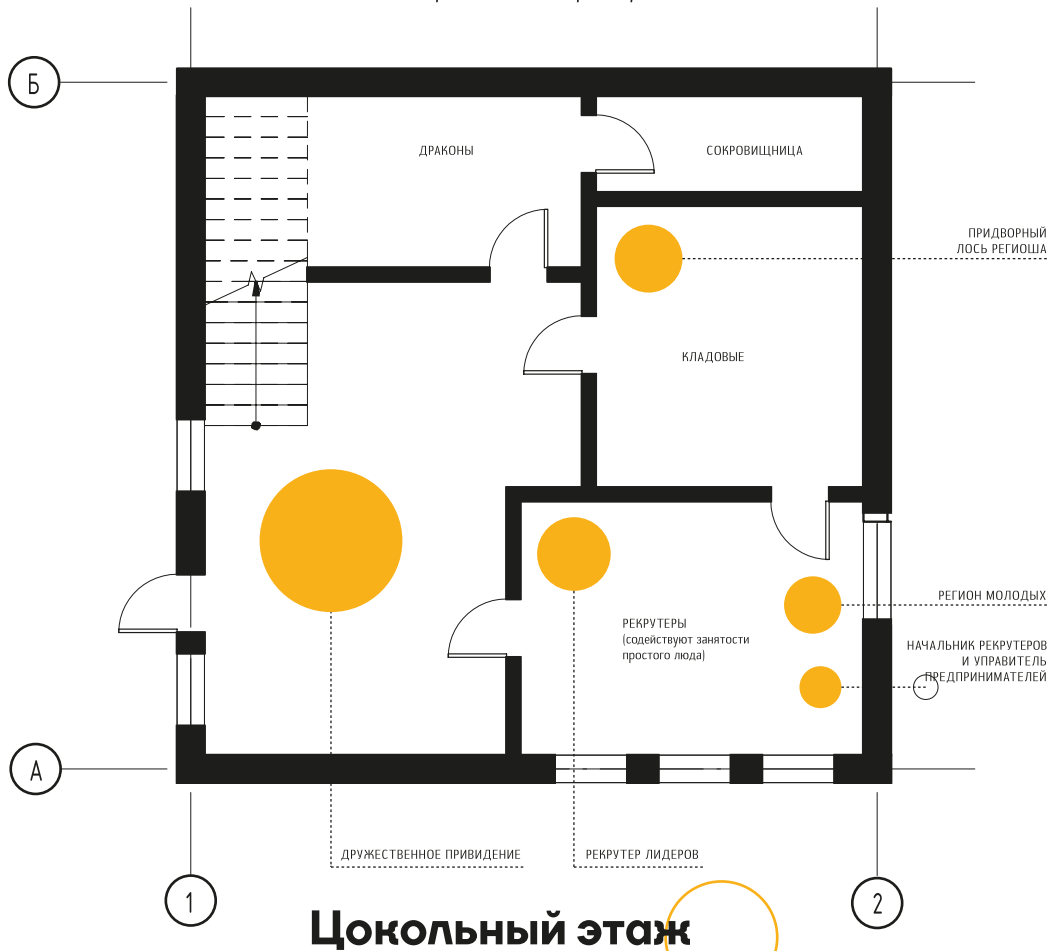 Б
ДРАКОНЫ
СОКРОВИЩНИЦА
ПРИДВОРНЫЙ
ЛОСЬ РЕГИОША
КЛАДОВЫЕ
РЕГИОН МОЛОДЫХ
РЕКРУТЕРЫ
(содействуют занятости
простого люда)
НАЧАЛЬНИК РЕКРУТЕРОВ
И УПРАВИТЕЛЬ
ПРЕДПРИНИМАТЕЛЕЙ
А
ДРУЖЕСТВЕННОЕ ПРИВИДЕНИЕ
РЕКРУТЕР ЛИДЕРОВ
1
2
Цокольный этаж